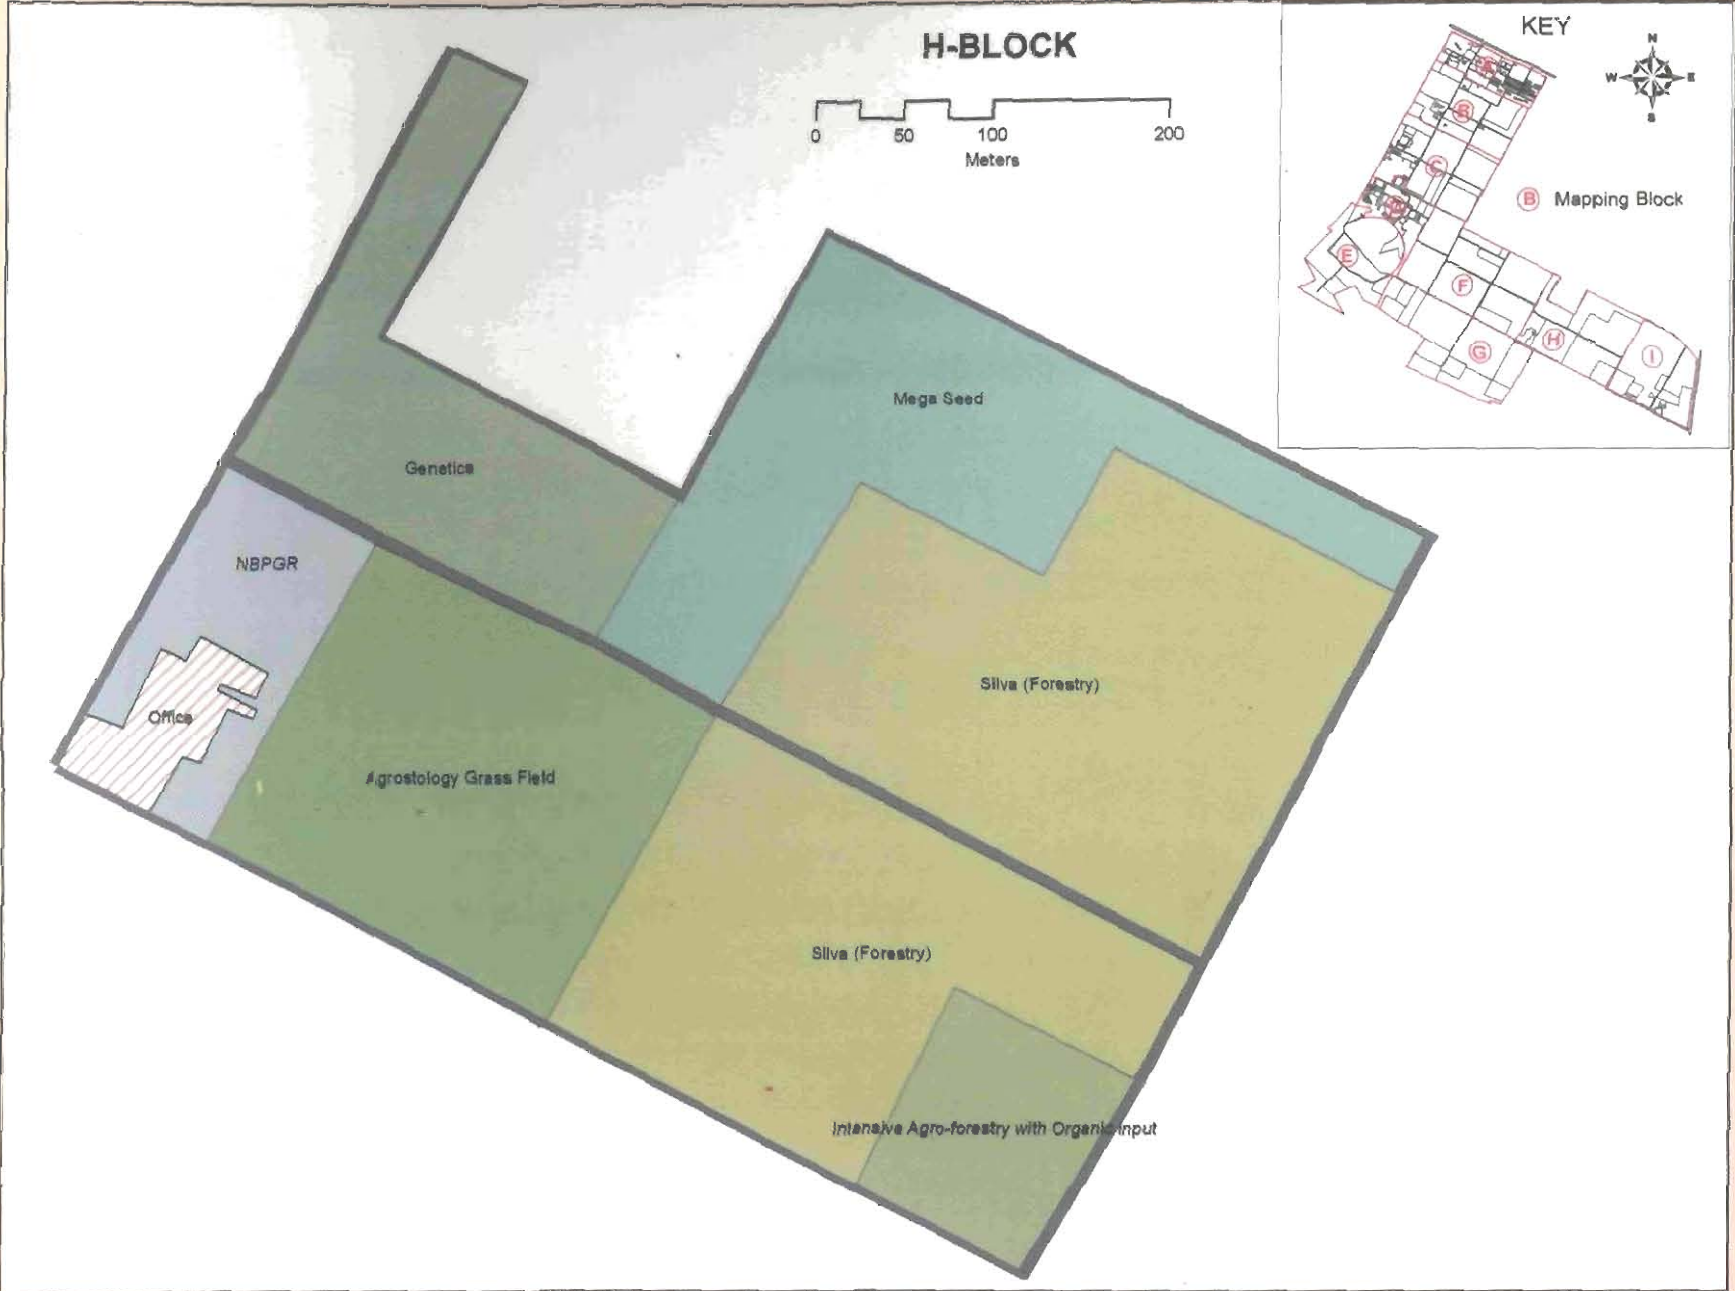 H-BLOCK
0 50 100 200
Meters
KEY
N
W E
S
B
C
E
F
G
H
I
B Mapping Block
Mega Seed
Genetics
NBPGR
Office
Agrostology Grass Field
Silva (Forestry)
Silva (Forestry)
Intensive Agro-forestry with Organic Input